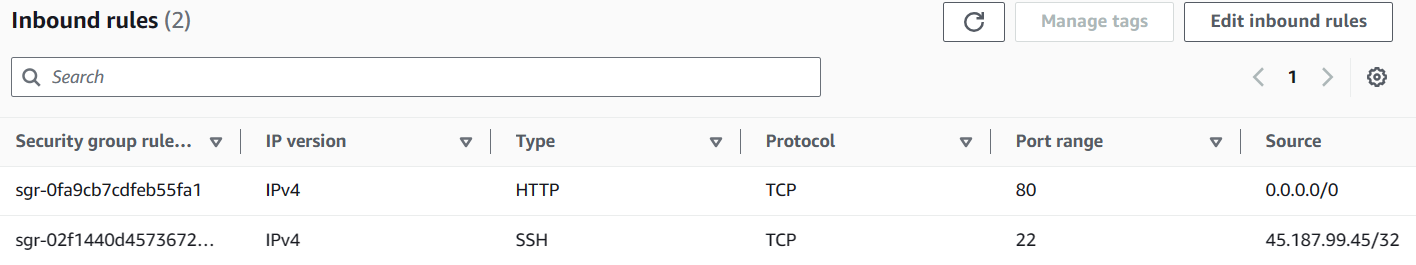 Inbound rules (2)
Manage tags
Edit inbound rules
Search
1
Security group rule... IP version Type Protocol Port range Source
sgr-0fa9cb7cdfeb55fa1 IPv4 HTTP TCP 80 0.0.0.0/0
sgr-02f1440d4573672... IPv4 SSH TCP 22 45.187.99.45/32